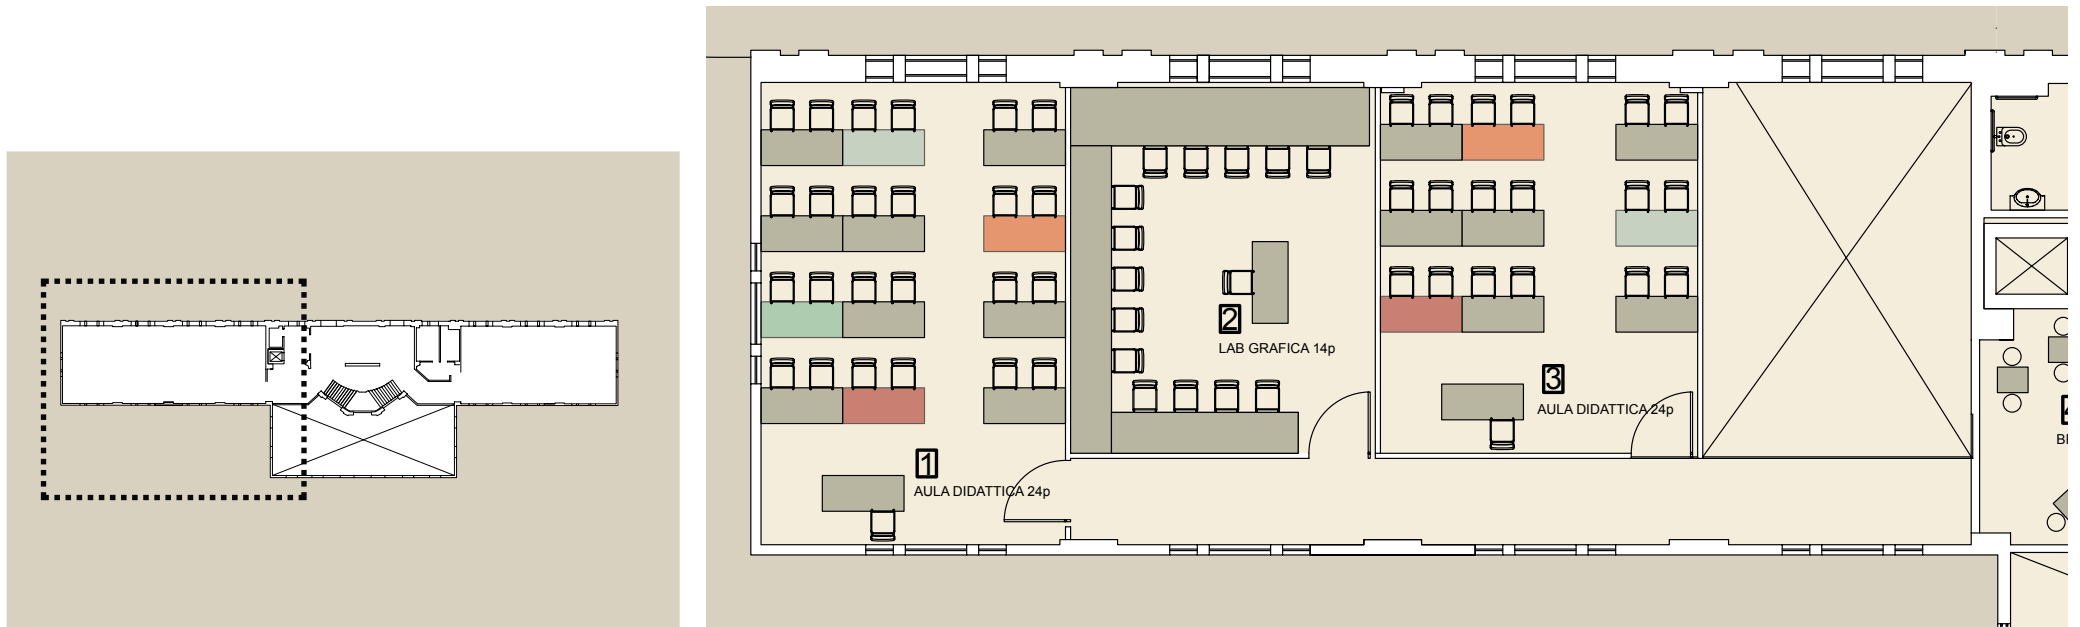 2
LAB GRAFICA 14p
3
AULA DIDATTICA 24p
1
AULA DIDATTICA 24p